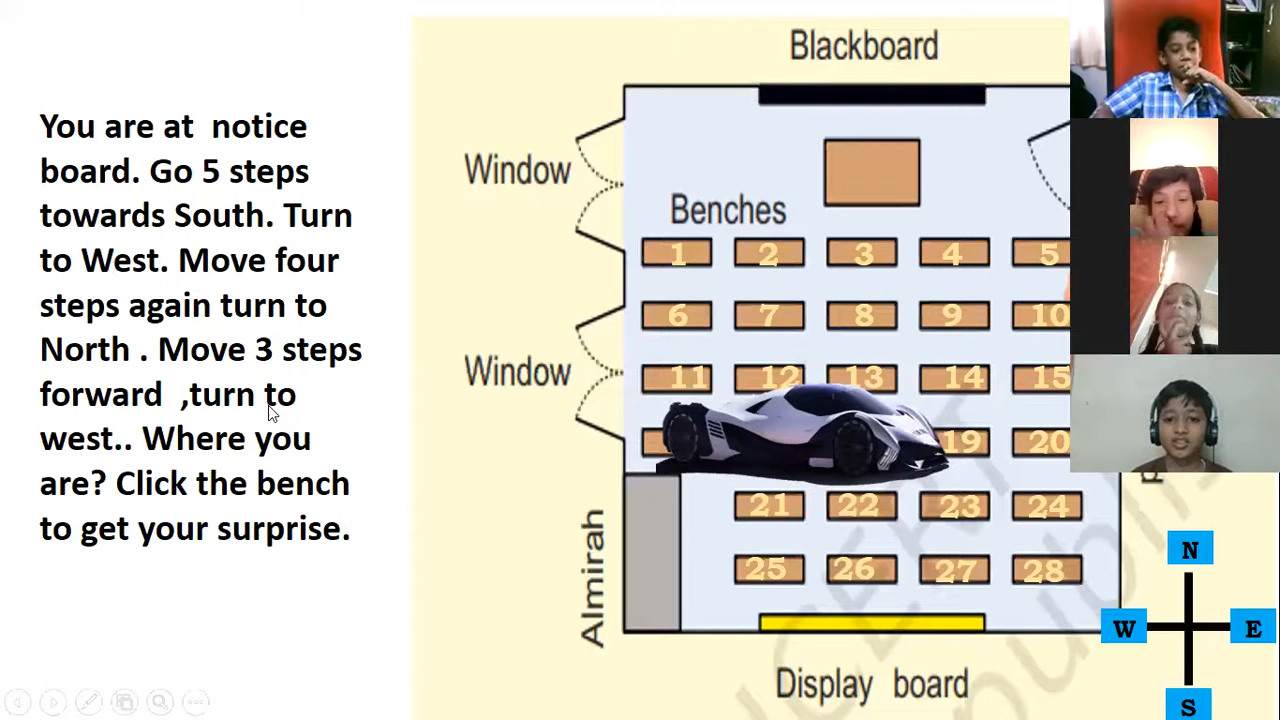 You are at notice
board. Go 5 steps
towards South. Turn
to West. Move four
steps again turn to
North . Move 3 steps
forward ,turn to
west.. Where you
are? Click the bench
to get your surprise.
Blackboard
Window
Benches
1 2 3 4 5
6 7 8 9 10
Window
11 12 13 14 15
19 20
21 22 23 24
25 26 27 28
Almirah
Display board
N
W E
S